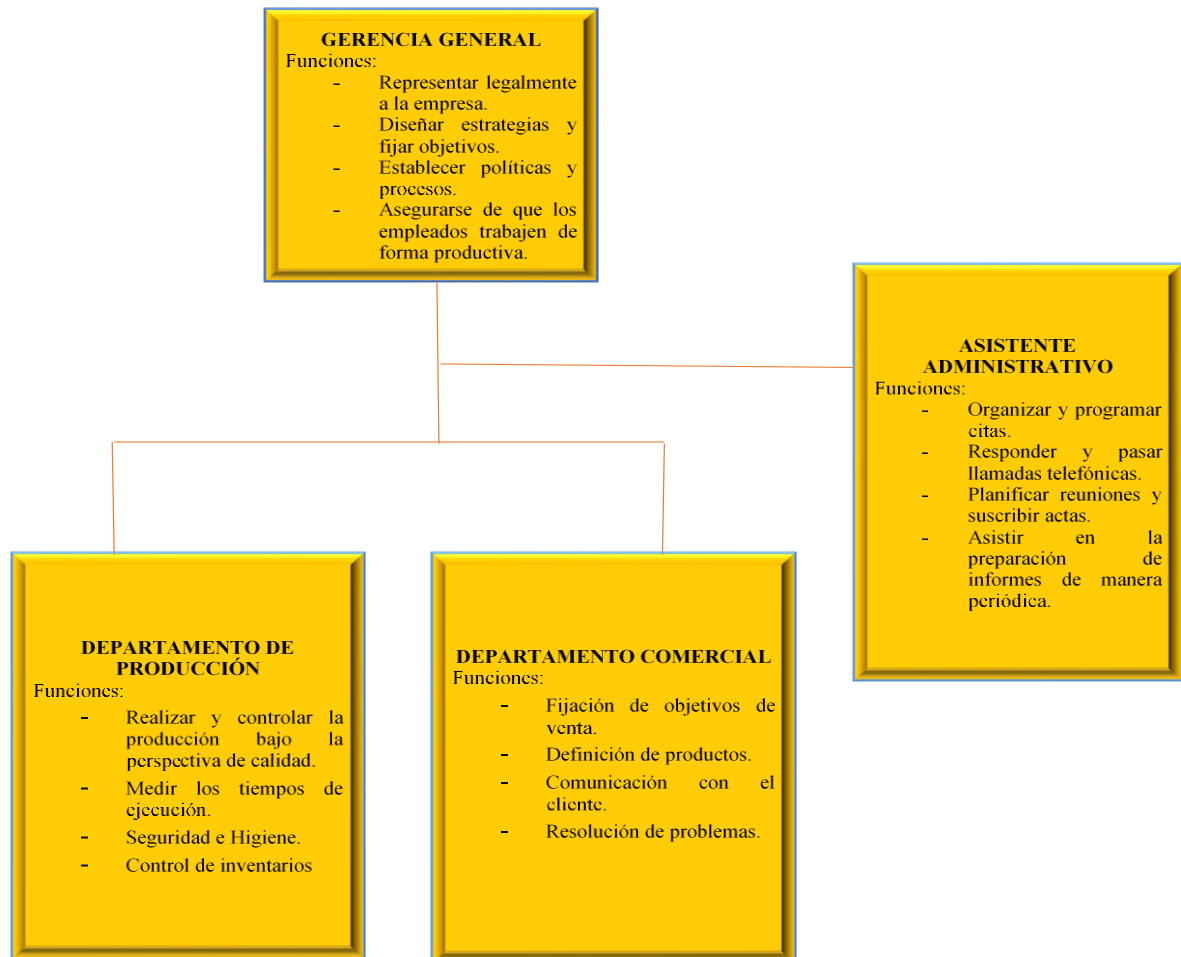 GERENCIA GENERAL
Funciones:
- Representar legalmente
a la empresa.
- Diseñar estrategias y
fijar objetivos.
- Establecer políticas y
procesos.
- Asegurarse de que los
empleados trabajen de
forma productiva.
ASISTENTE
ADMINISTRATIVO
Funciones:
- Organizar y programar
citas.
- Responder y pasar
llamadas telefónicas.
- Planificar reuniones y
suscribir actas.
- Asistir en la
preparación de
informes de manera
periódica.
DEPARTAMENTO DE
PRODUCCIÓN
Funciones:
- Realizar y controlar la
producción bajo la
perspectiva de calidad.
- Medir los tiempos de
ejecución.
- Seguridad e Higiene.
- Control de inventarios
DEPARTAMENTO COMERCIAL
Funciones:
- Fijación de objetivos de
venta.
- Definición de productos.
- Comunicación con el
cliente.
- Resolución de problemas.